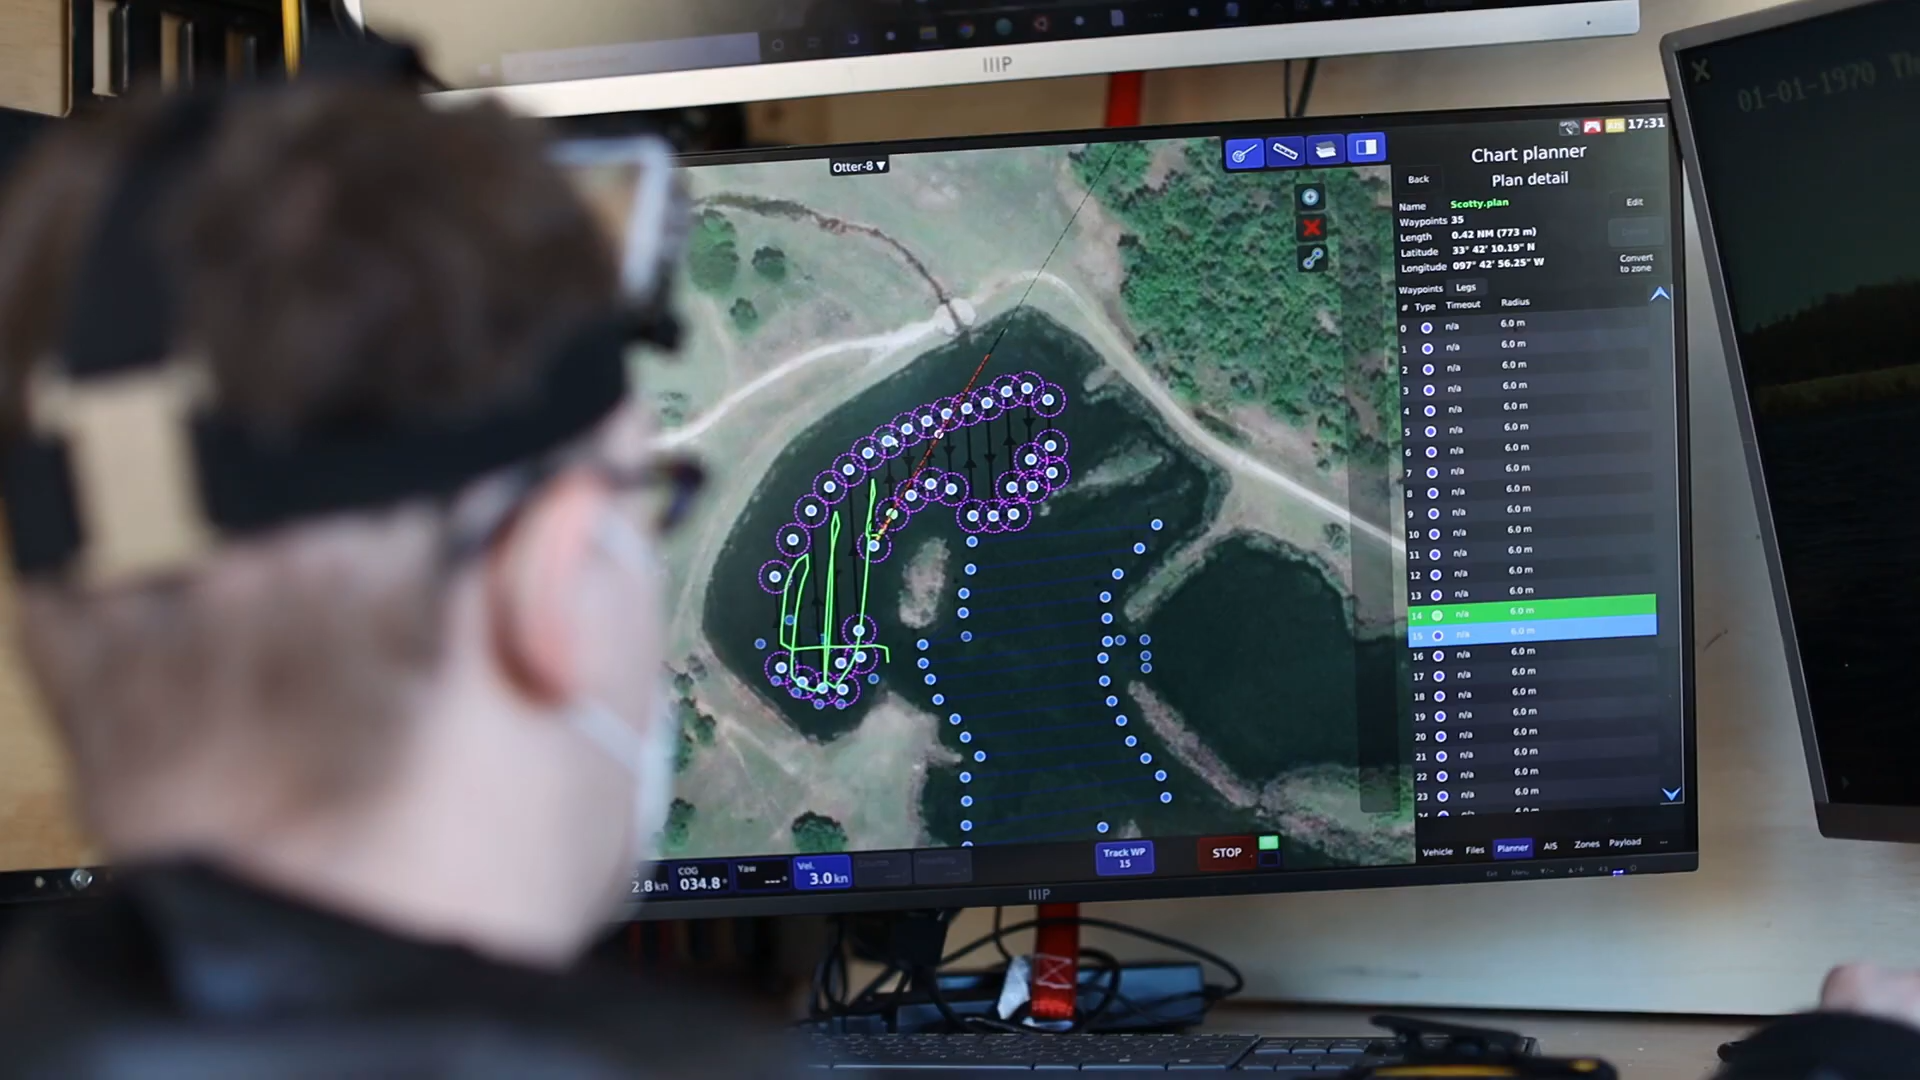 01-01-1970 Th
17:31
Otter-8 ▼
Chart planner
Back
Plan detail
Name Scotty.plan
Edit
Waypoints 35
Length 0.42 NM (773 m)
Latitude 33° 42' 10.19" N
Longitude 097° 42' 56.25" W
Convert
to zone
Waypoints Legs
# Type Timeout Radius
0 n/a 6.0 m
1 n/a 6.0 m
2 n/a 6.0 m
3 n/a 6.0 m
4 n/a 6.0 m
5 n/a 6.0 m
6 n/a 6.0 m
7 n/a 6.0 m
8 n/a 6.0 m
9 n/a 6.0 m
10 n/a 6.0 m
11 n/a 6.0 m
12 n/a 6.0 m
13 n/a 6.0 m
14 n/a 6.0 m
15 n/a 6.0 m
16 n/a 6.0 m
17 n/a 6.0 m
18 n/a 6.0 m
19 n/a 6.0 m
20 n/a 6.0 m
21 n/a 6.0 m
22 n/a 6.0 m
23 n/a 6.0 m
2.8 kn
COG
034.8°
Yaw
---°
Vel.
3.0 kn
Track WP
15
STOP
Vehicle Files Planner AIS Zones Payload ...